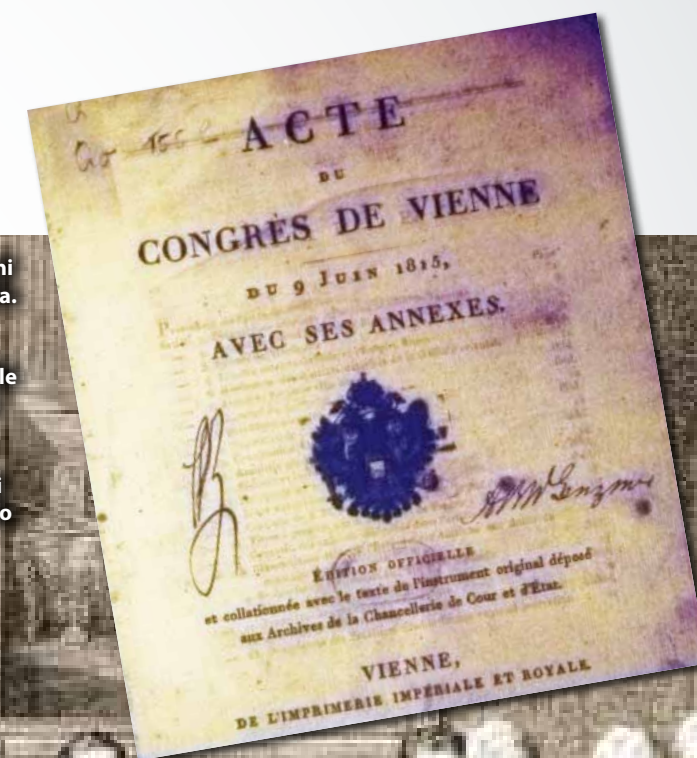 ACTE
DU
CONGRÈS DE VIENNE
DU 9 JUIN 1815,
AVEC SES ANNEXES.
ÉDITION OFFICIELLE
et collationnée avec le texte de l'instrument original déposé
aux Archives de la Chancellerie de Cour et d'État.
VIENNE,
DE L'IMPRIMERIE IMPÉRIALE ET ROYALE
ni
a.
le
i
o